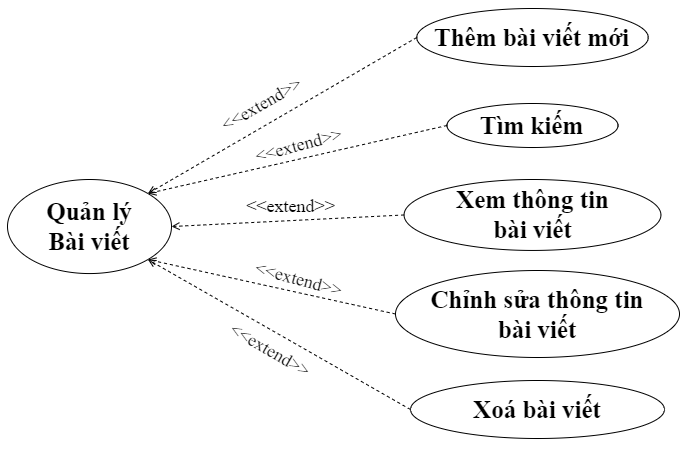 Thêm bài viết mới
<<extend>>
Tìm kiếm
<<extend>>
Xem thông tin
bài viết
<<extend>>
Quản lý
Bài viết
<<extend>>
Chỉnh sửa thông tin
bài viết
<<extend>>
Xoá bài viết